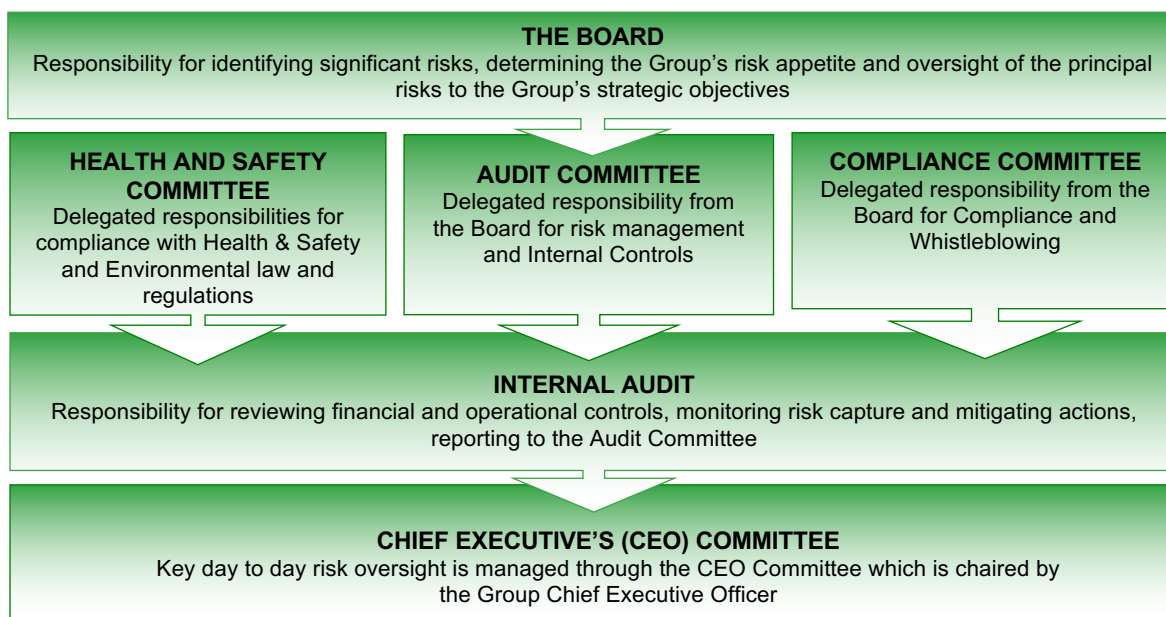 THE BOARD
Responsibility for identifying significant risks, determining the Group’s risk appetite and oversight of the principal
risks to the Group’s strategic objectives
HEALTH AND SAFETY
COMMITTEE
Delegated responsibilities for
compliance with Health & Safety
and Environmental law and
regulations
AUDIT COMMITTEE
Delegated responsibility from
the Board for risk management
and Internal Controls
COMPLIANCE COMMITTEE
Delegated responsibility from the
Board for Compliance and
Whistleblowing
INTERNAL AUDIT
Responsibility for reviewing financial and operational controls, monitoring risk capture and mitigating actions,
reporting to the Audit Committee
CHIEF EXECUTIVE’S (CEO) COMMITTEE
Key day to day risk oversight is managed through the CEO Committee which is chaired by
the Group Chief Executive Officer